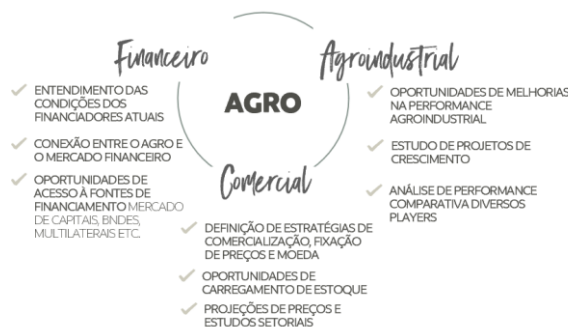 Financeiro
ENTENDIMENTO DAS
CONDIÇÕES DOS
FINANCIADORES ATUAIS
CONEXÃO ENTRE O AGRO E
O MERCADO FINANCEIRO
OPORTUNIDADES DE
ACESSO À FONTES DE
FINANCIAMENTO MERCADO
DE CAPITAIS, BNDES,
MULTILATERAIS ETC.
AGRO
Agroindustrial
OPORTUNIDADES DE MELHORIAS
NA PERFORMANCE
AGROINDUSTRIAL
ESTUDO DE PROJETOS DE
CRESCIMENTO
ANÁLISE DE PERFORMANCE
COMPARATIVA DIVERSOS
PLAYERS
Comercial
DEFINIÇÃO DE ESTRATÉGIAS DE
COMERCIALIZAÇÃO, FIXAÇÃO
DE PREÇOS E MOEDA
OPORTUNIDADES DE
CARREGAMENTO DE ESTOQUE
PROJEÇÕES DE PREÇOS E
ESTUDOS SETORIAIS